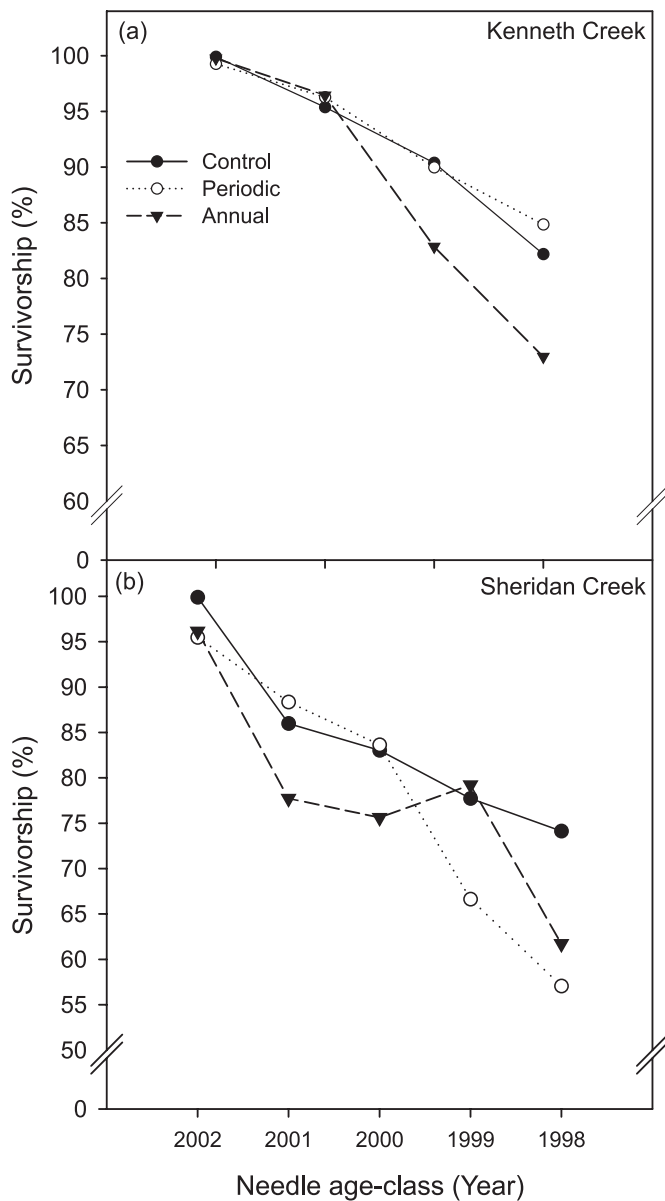 (a)
Kenneth Creek
Survivorship (%)
100
95
90
85
80
75
70
65
60
0
Control
Periodic
Annual
(b)
Sheridan Creek
Survivorship (%)
100
95
90
85
80
75
70
65
60
55
50
0
2002 2001 2000 1999 1998
Needle age-class (Year)